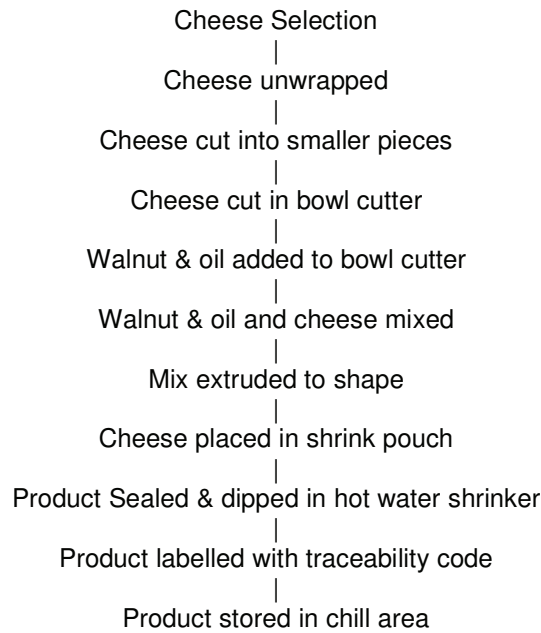 Cheese Selection
Cheese unwrapped
Cheese cut into smaller pieces
Cheese cut in bowl cutter
Walnut & oil added to bowl cutter
Walnut & oil and cheese mixed
Mix extruded to shape
Cheese placed in shrink pouch
Product Sealed & dipped in hot water shrinker
Product labelled with traceability code
Product stored in chill area